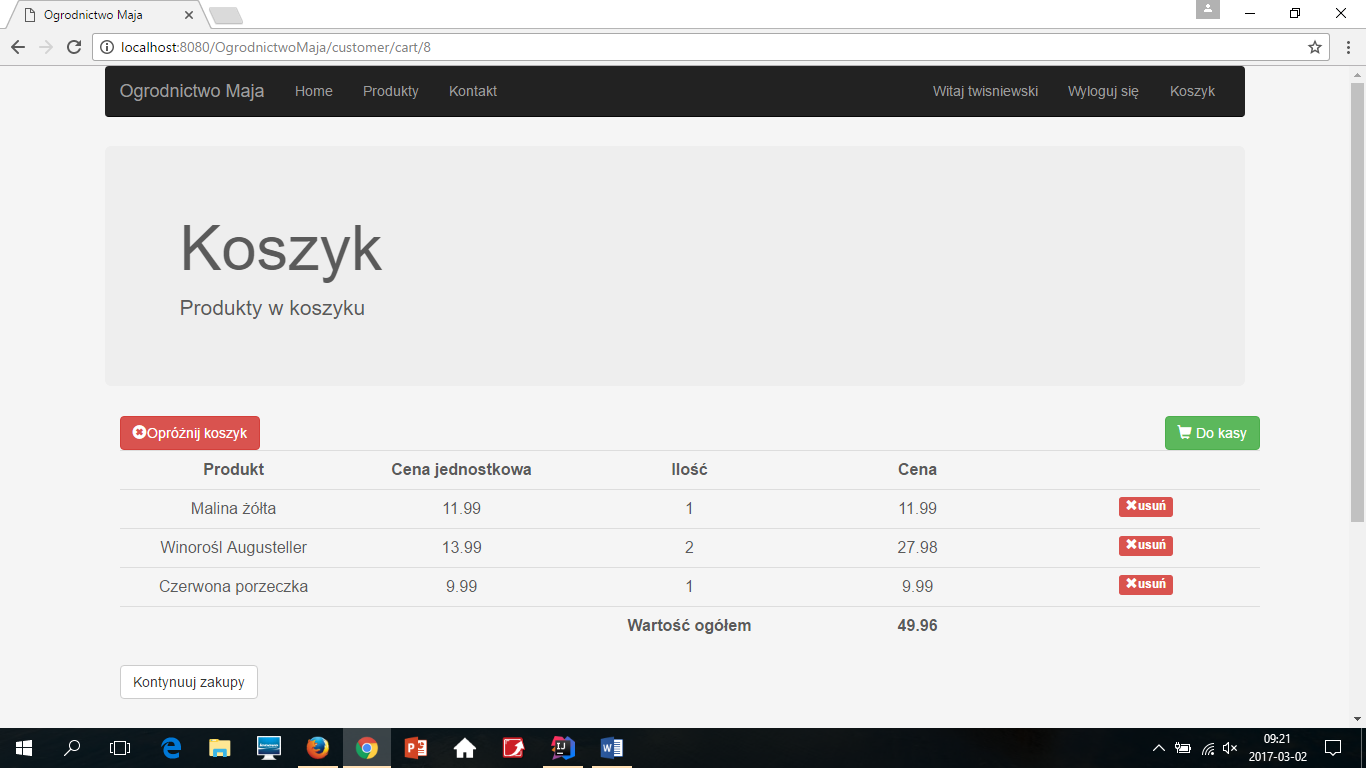 Ogrodnictwo Maja
localhost:8080/OgrodnictwoMaja/customer/cart/8
Ogrodnictwo Maja Home Produkty Kontakt Witaj twisniewski Wyloguj się Koszyk
Koszyk
Produkty w koszyku
Opróżnij koszyk Do kasy
Produkt Cena jednostkowa Ilość Cena
Malina żółta 11.99 1 11.99 usuń
Winorośl Augusteller 13.99 2 27.98 usuń
Czerwona porzeczka 9.99 1 9.99 usuń
Wartość ogółem 49.96
Kontynuuj zakupy
09:21
2017-03-02